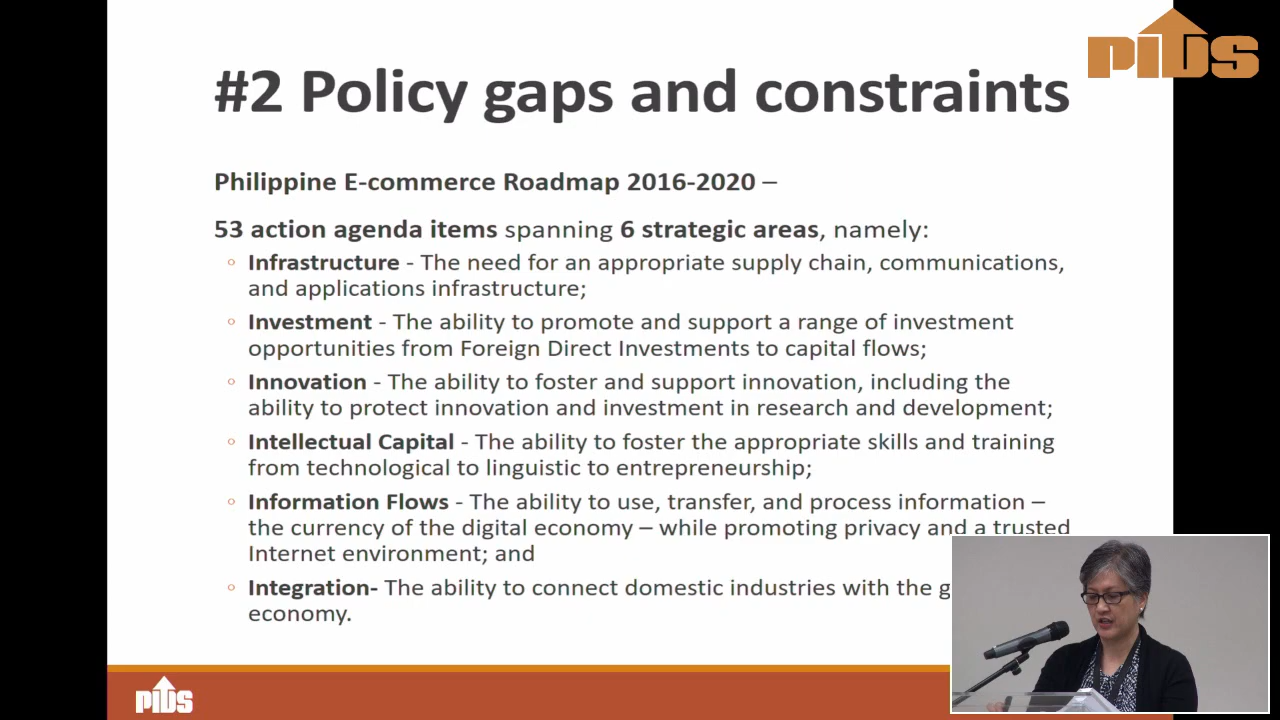 PIDS
#2 Policy gaps and constraints
Philippine E-commerce Roadmap 2016-2020 –
53 action agenda items spanning 6 strategic areas, namely:
Infrastructure - The need for an appropriate supply chain, communications,
and applications infrastructure;
Investment - The ability to promote and support a range of investment
opportunities from Foreign Direct Investments to capital flows;
Innovation - The ability to foster and support innovation, including the
ability to protect innovation and investment in research and development;
Intellectual Capital - The ability to foster the appropriate skills and training
from technological to linguistic to entrepreneurship;
Information Flows - The ability to use, transfer, and process information –
the currency of the digital economy – while promoting privacy and a trusted
Internet environment; and
Integration- The ability to connect domestic industries with the
economy.
PIDS